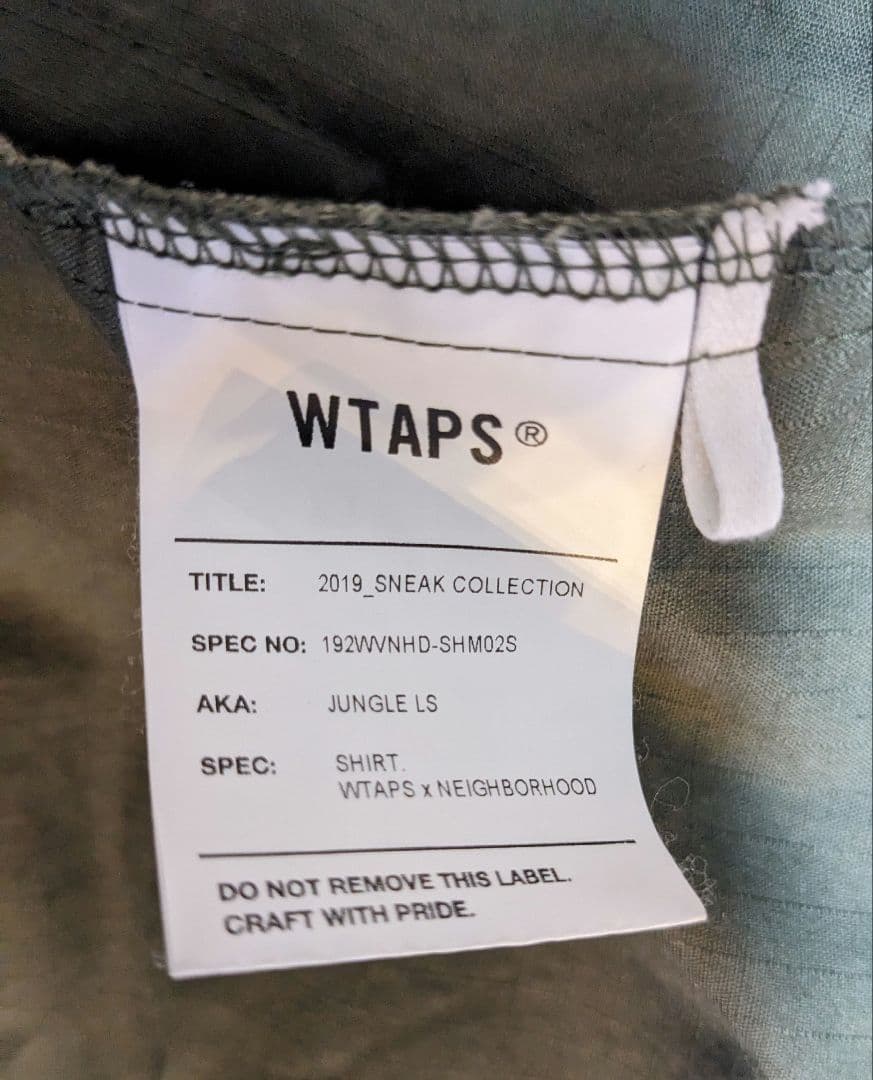 WTAPS®
TITLE: 2019_SNEAK COLLECTION
SPEC NO: 192WVNHD-SHM02S
AKA: JUNGLE LS
SPEC: SHIRT.
WTAPS x NEIGHBORHOOD
DO NOT REMOVE THIS LABEL.
CRAFT WITH PRIDE.